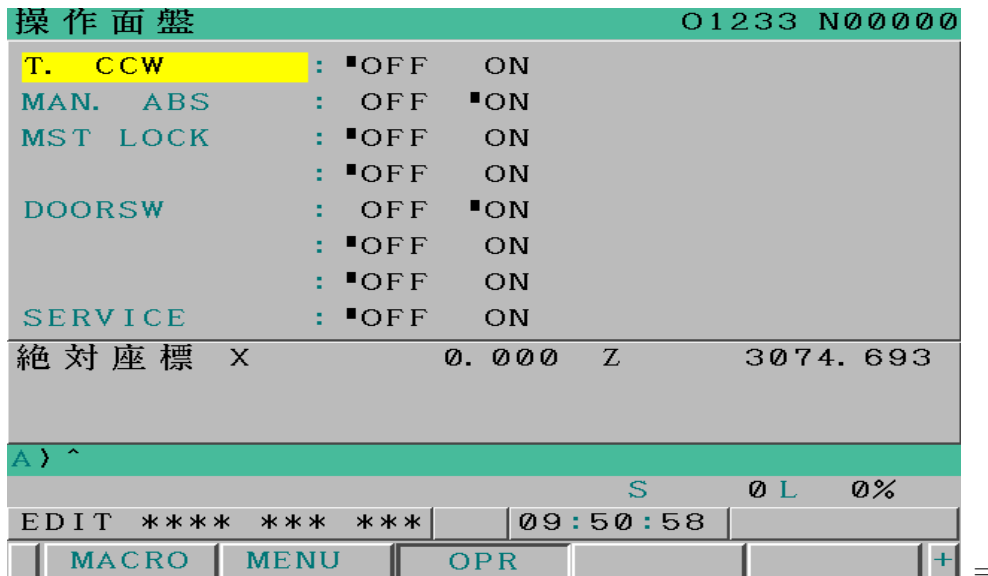 操作面盤 O1233 N00000
T. CCW : ■OFF ON
MAN. ABS : OFF ■ON
MST LOCK : ■OFF ON
: ■OFF ON
DOORSW : OFF ■ON
: ■OFF ON
: ■OFF ON
SERVICE : ■OFF ON
絶対座標 X 0.000 Z 3074.693
A) ^
S 0 L 0%
EDIT **** *** *** 09:50:58
MACRO MENU OPR +
=